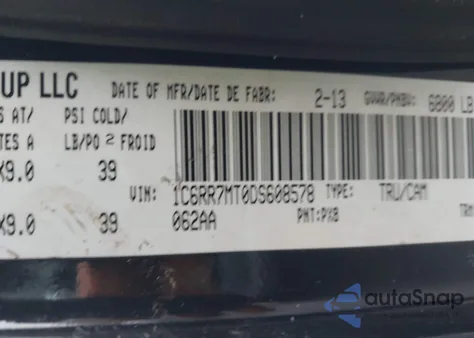 UP LLC DATE OF MFR/DATE DE FABR: 2-13 GVWR/PNBV: 6800 LB
S AT/ PSI COLD/
TES A LB/PO 2 FROID
X9.0 39
VIN: 1C6RR7MT0DS608578 TYPE: TRU/CAM
X9.0 39 062AA PNT:PXB
autoSnap